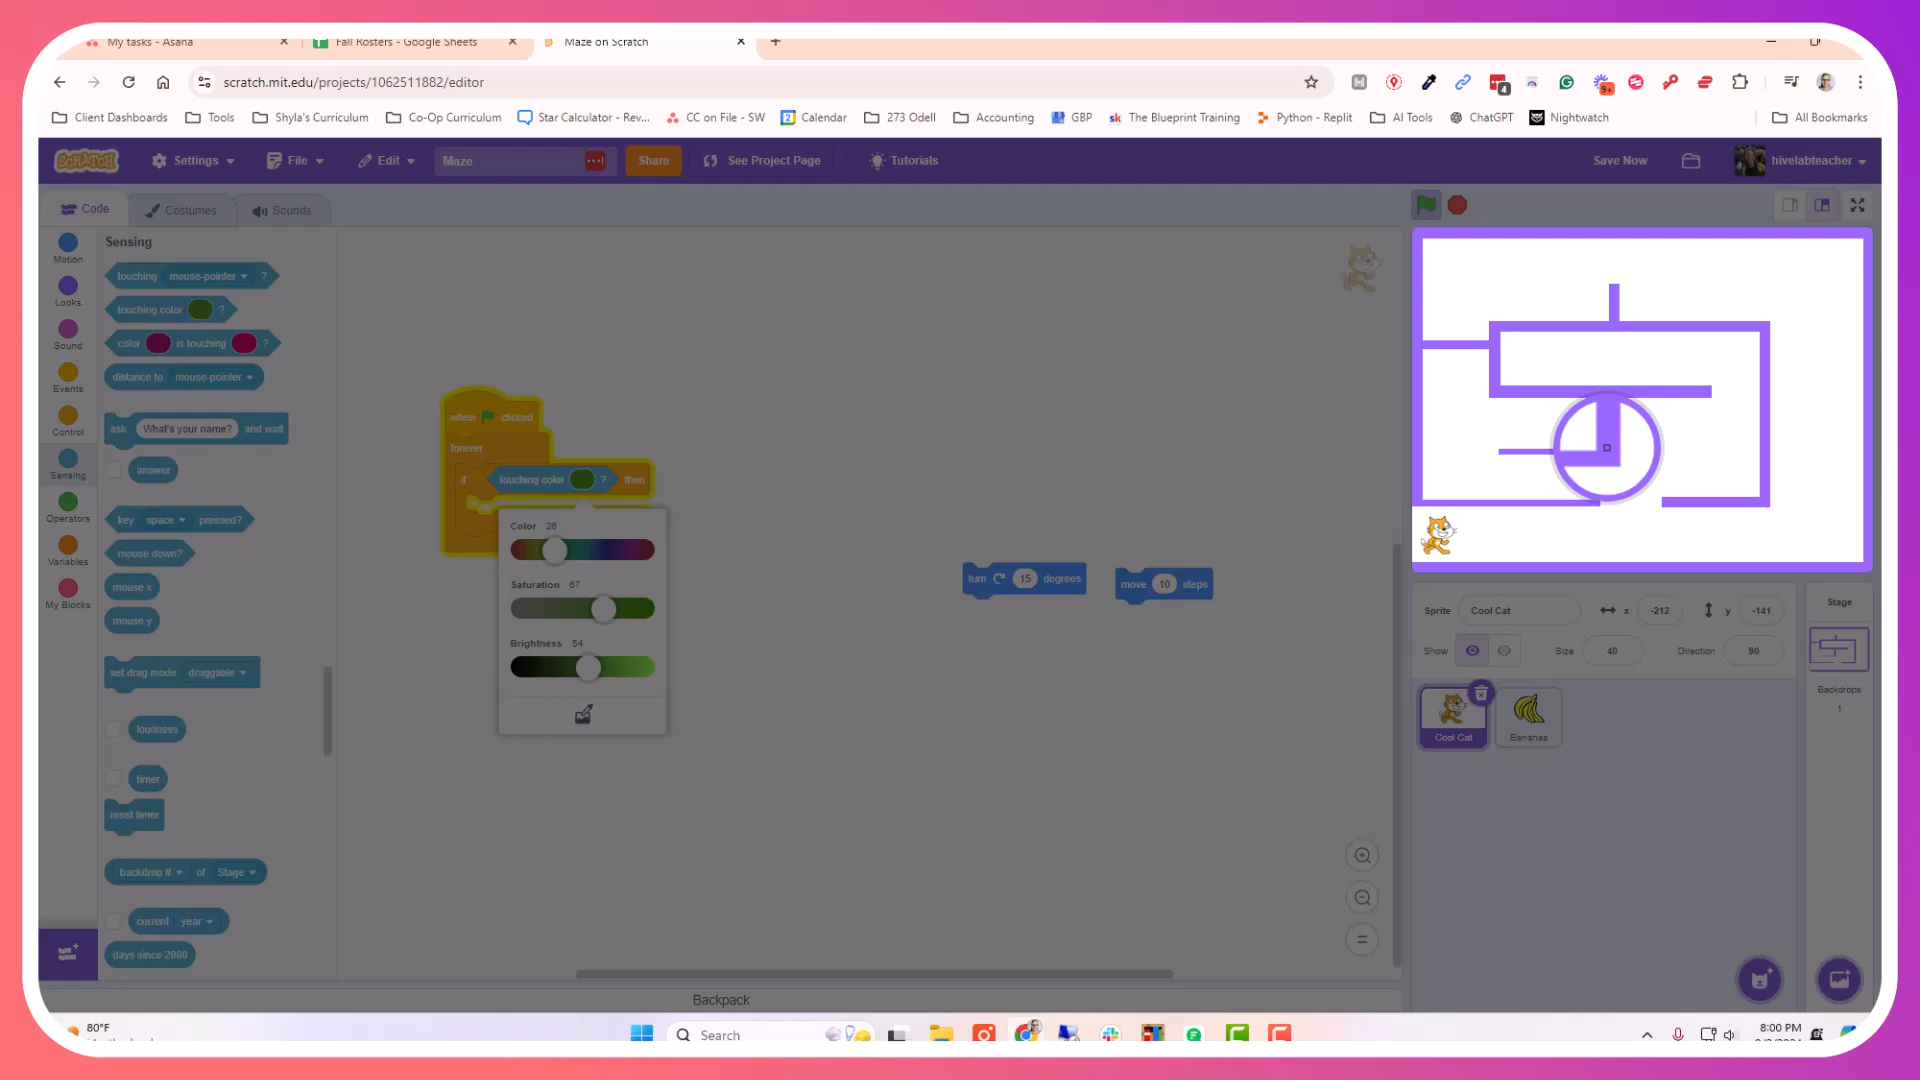 My tasks - Asana
Fall Rosters - Google Sheets
Maze on Scratch
scratch.mit.edu/projects/1062511882/editor
4
9+
Client Dashboards
Tools
Shyla's Curriculum
Co-Op Curriculum
Star Calculator - Rev...
CC on File - SW
2 Calendar
273 Odell
Accounting
GBP
sk The Blueprint Training
Python - Replit
AI Tools
ChatGPT
Nightwatch
All Bookmarks
SCRATCH
Settings
File
Edit
Maze
Share
See Project Page
Tutorials
Save Now
hivelabteacher
Code
Costumes
Sounds
Motion
Looks
Sound
Events
Control
Sensing
Operators
Variables
My Blocks
Sensing
touching mouse-pointer ?
touching color ?
color is touching ?
distance to mouse-pointer
ask What's your name? and wait
answer
key space pressed?
mouse down?
mouse x
mouse y
set drag mode draggable
loudness
timer
reset timer
backdrop # of Stage
current year
days since 2000
when clicked
forever
if touching color ? then
Color 26
Saturation 67
Brightness 54
turn 15 degrees
move 10 steps
Sprite Cool Cat x -212 y -141
Show Size 40 Direction 90
Cool Cat
Bananas
Stage
Backdrops
1
Backpack
80°F
Search
8:00 PM